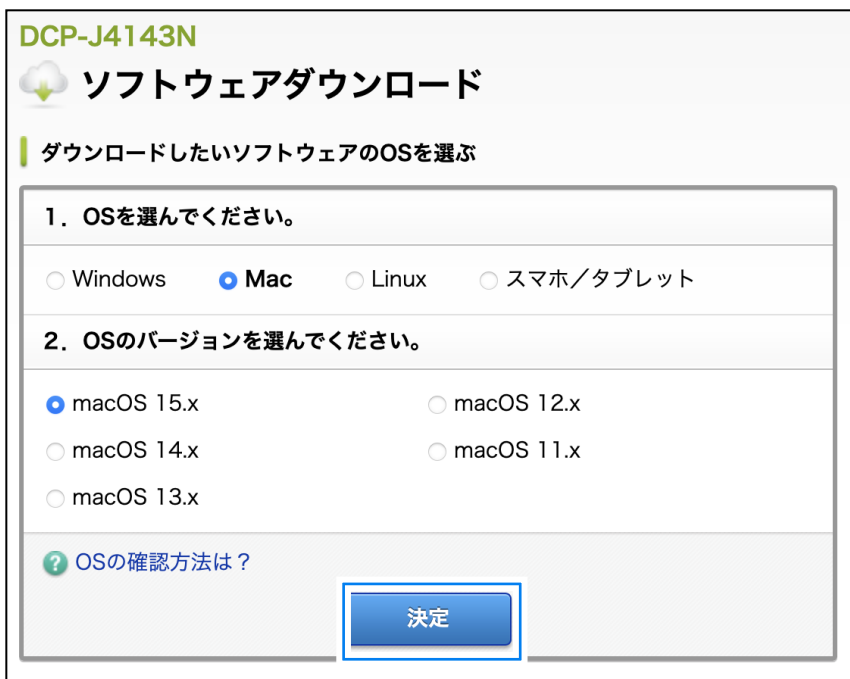 DCP-J4143N
ソフトウェアダウンロード
ダウンロードしたいソフトウェアのOSを選ぶ
1．OSを選んでください。
Windows Mac Linux スマホ／タブレット
2．OSのバージョンを選んでください。
macOS 15.x macOS 12.x
macOS 14.x macOS 11.x
macOS 13.x
? OSの確認方法は？
決定